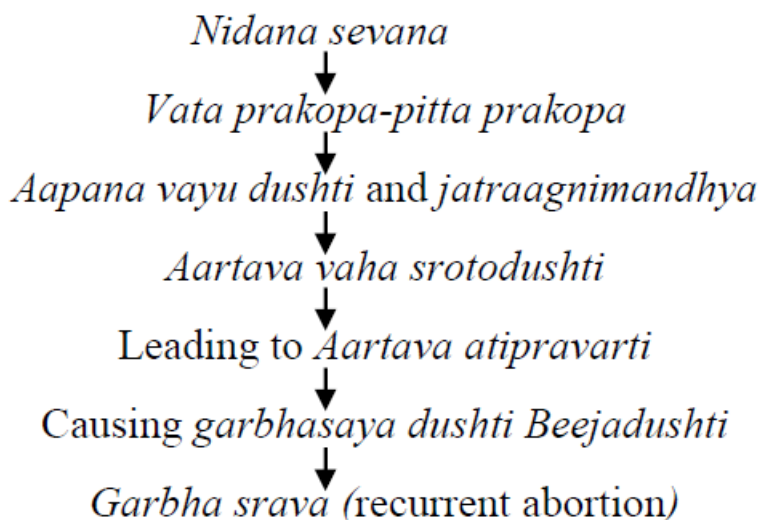 Nidana sevana
Vata prakopa-pitta prakopa
Aapana vayu dushti and jatraagnimandhya
Aartava vaha srotodushti
Leading to Aartava atipravarti
Causing garbhasaya dushti Beejadushti
Garbha srava (recurrent abortion)